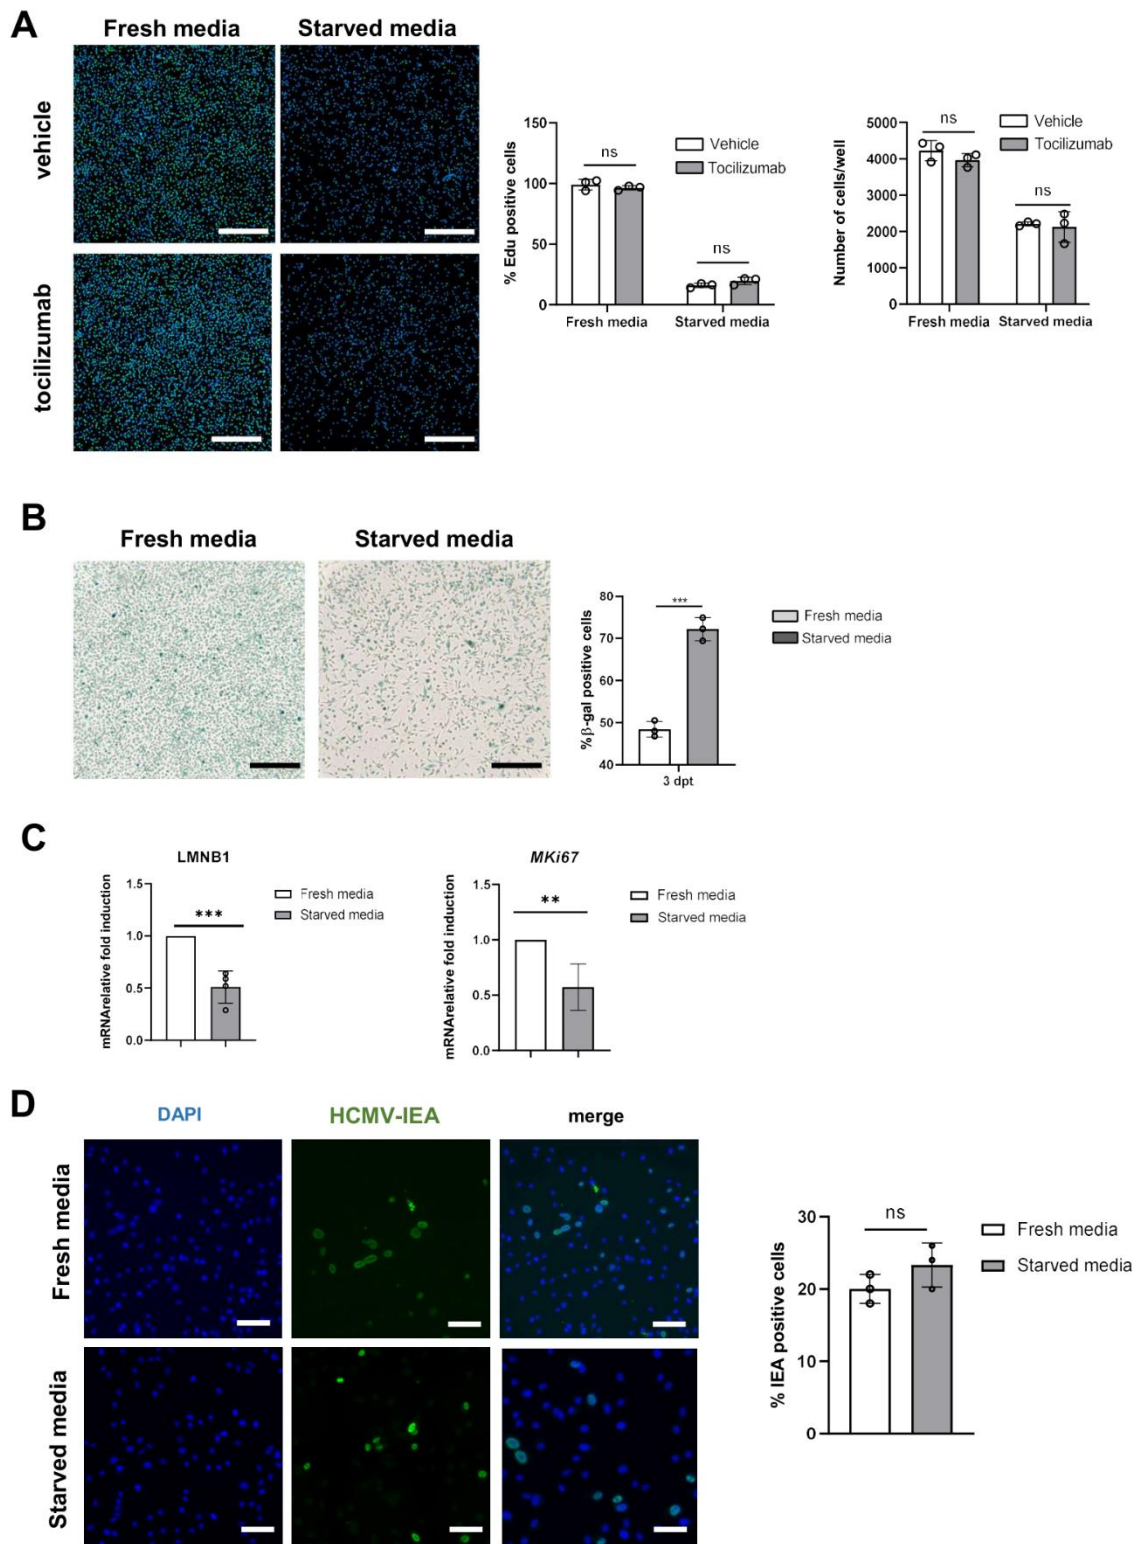 A
Fresh media
Starved media
vehicle
tocilizumab
% Edu positive cells
150
100
50
0
ns
ns
Fresh media
Starved media
Vehicle
Tocilizumab
Number of cells/well
5000
4000
3000
2000
1000
0
ns
ns
Fresh media
Starved media
Vehicle
Tocilizumab
B
Fresh media
Starved media
%β-gal positive cells
80
70
60
50
40
***
3 dpt
Fresh media
Starved media
C
LMNB1
mRNArelative fold induction
1.5
1.0
0.5
0.0
***
Fresh media
Starved media
MKi67
mRNArelative fold induction
1.5
1.0
0.5
0.0
**
Fresh media
Starved media
D
DAPI
HCMV-IEA
merge
Fresh media
Starved media
% IEA positive cells
30
20
10
0
ns
Fresh media
Starved media